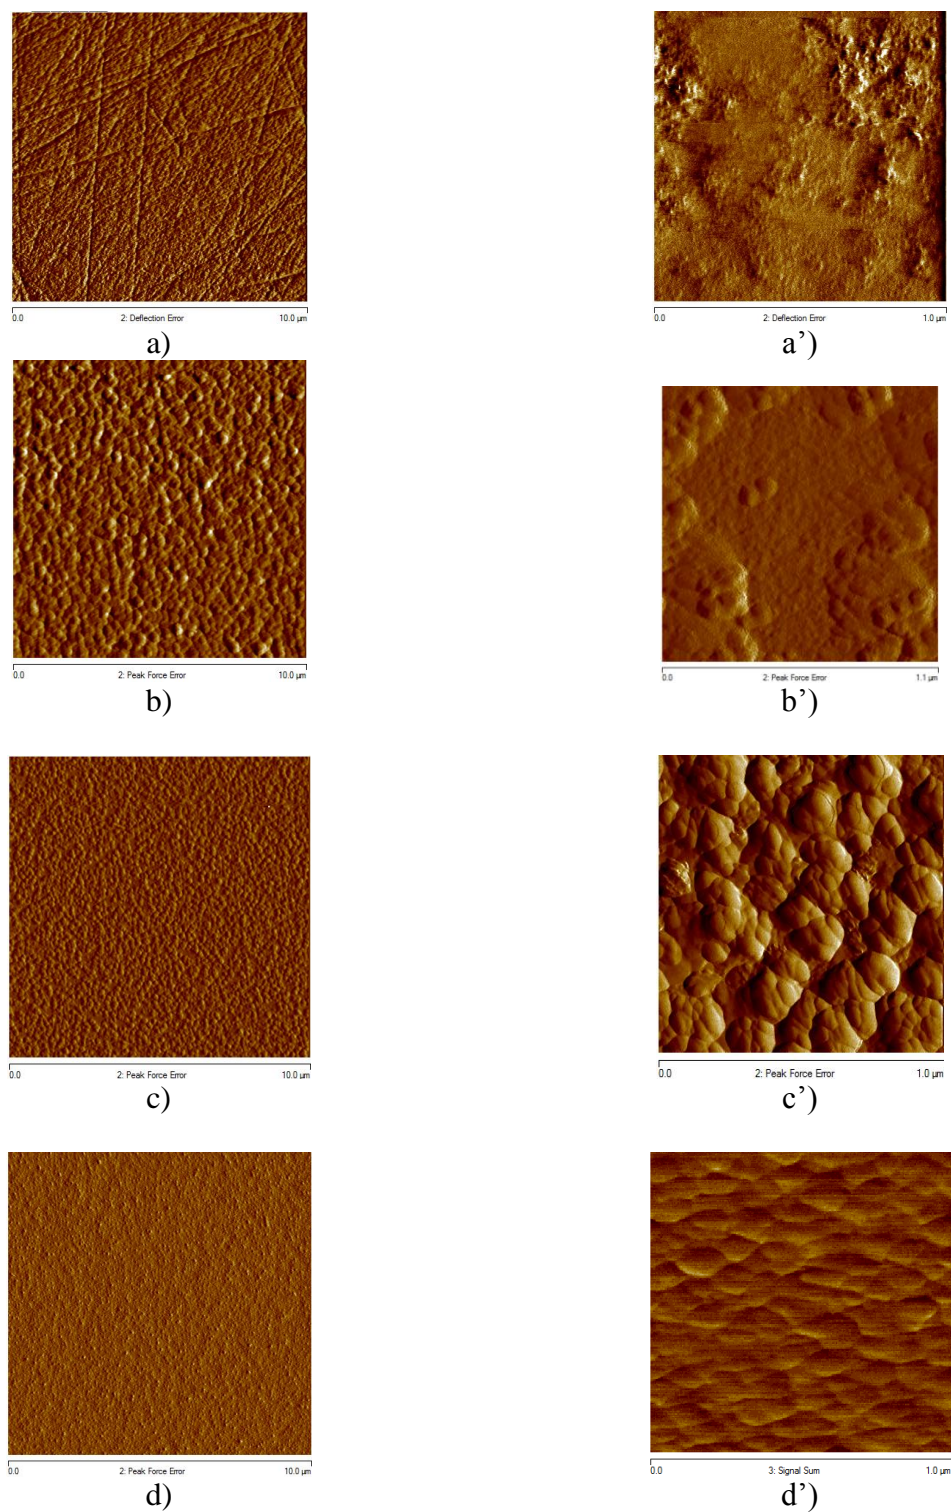 0.0 2: Deflection Error 10.0 µm
0.0 2: Deflection Error 1.0 µm
a) a’)
0.0 2: Peak Force Error 10.0 µm
0.0 2: Peak Force Error 1.1 µm
b) b’)
0.0 2: Peak Force Error 10.0 µm
0.0 2: Peak Force Error 1.0 µm
c) c’)
0.0 2: Peak Force Error 10.0 µm
0.0 3: Signal Sum 1.0 µm
d) d’)